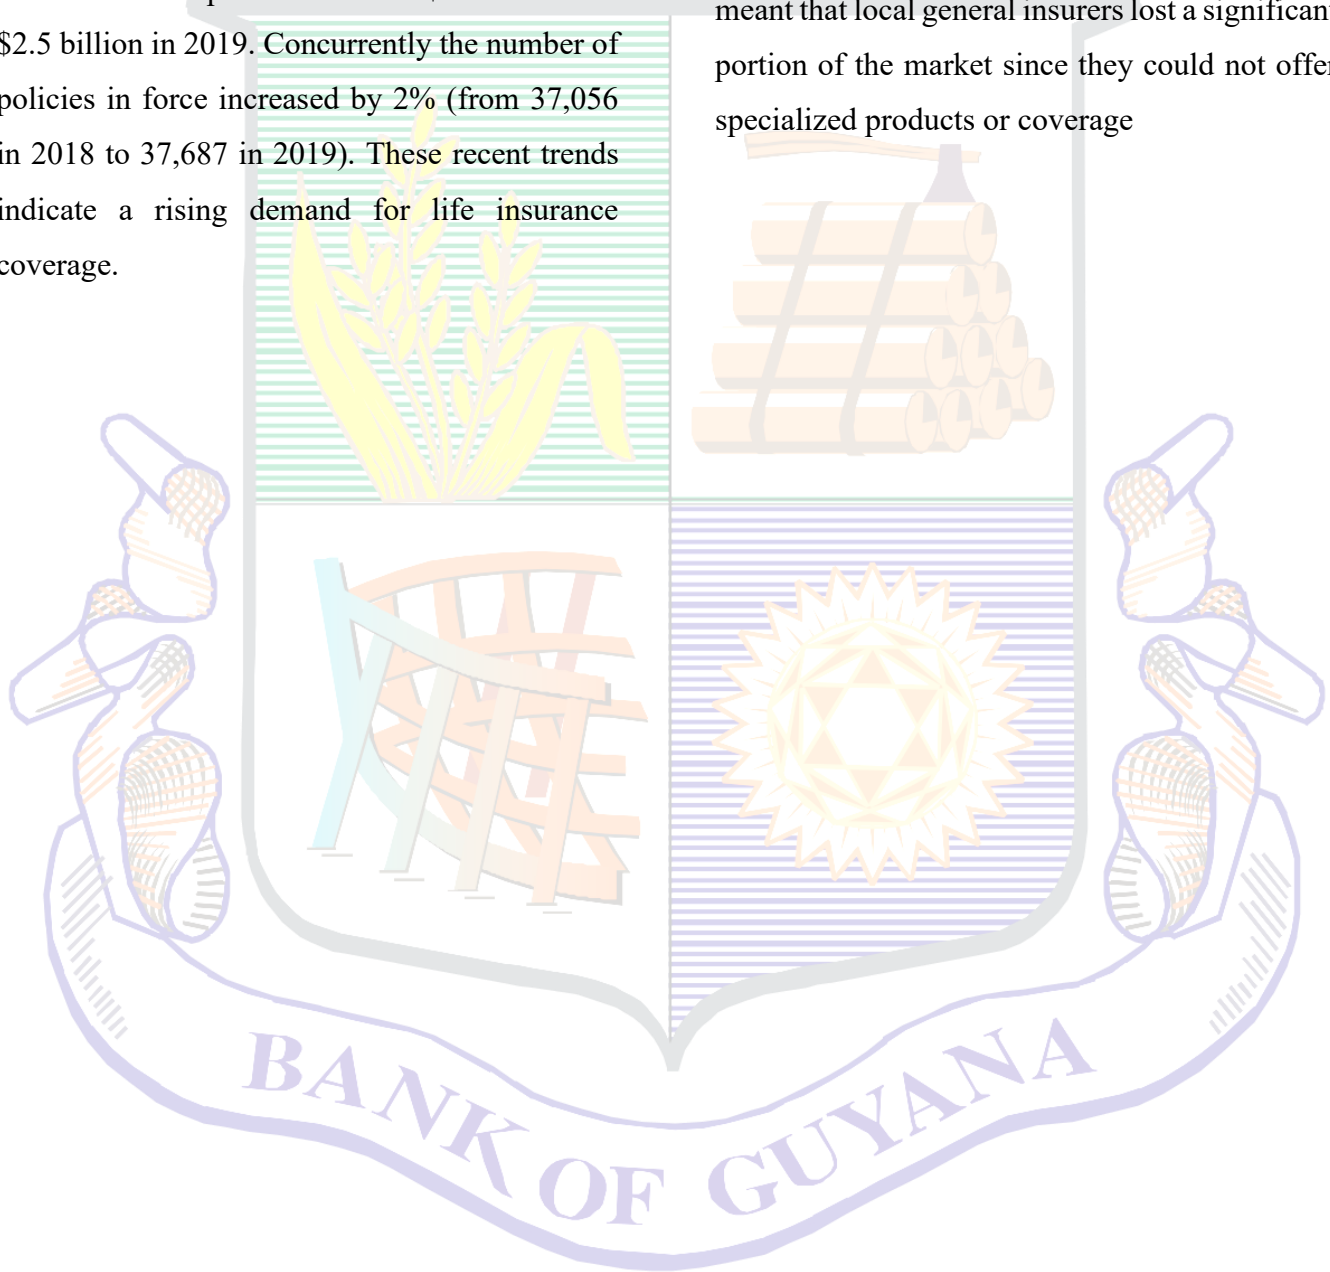 $2.5 billion in 2019. Concurrently the number of
policies in force increased by 2% (from 37,056
in 2018 to 37,687 in 2019). These recent trends
indicate a rising demand for life insurance
coverage.
meant that local general insurers lost a significant
portion of the market since they could not offer
specialized products or coverage
BANK OF GUYANA